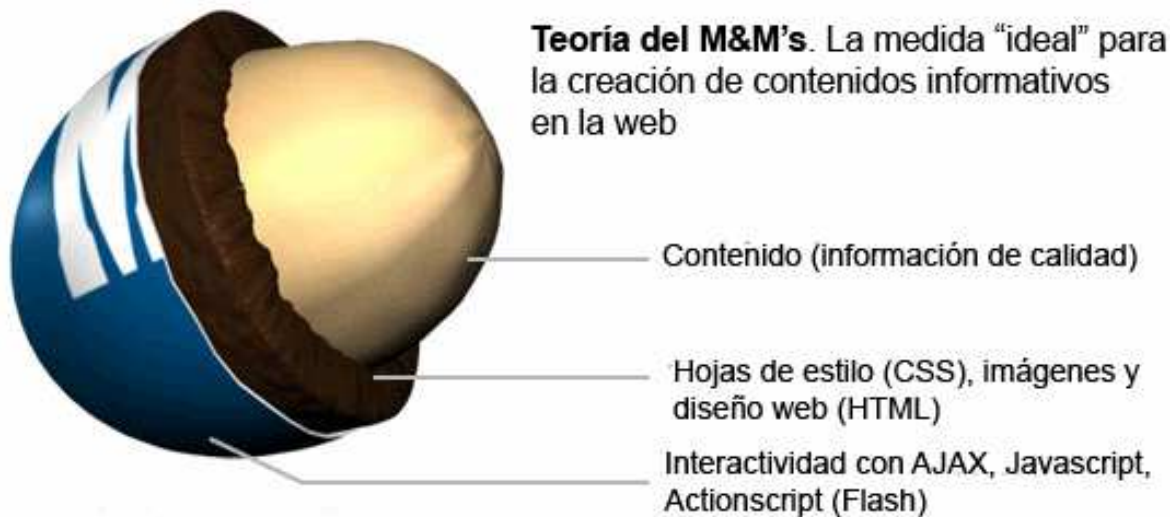 Teoría del M&M's. La medida “ideal” para
la creación de contenidos informativos
en la web
Contenido (información de calidad)
Hojas de estilo (CSS), imágenes y
diseño web (HTML)
Interactividad con AJAX, Javascript,
Actionscript (Flash)